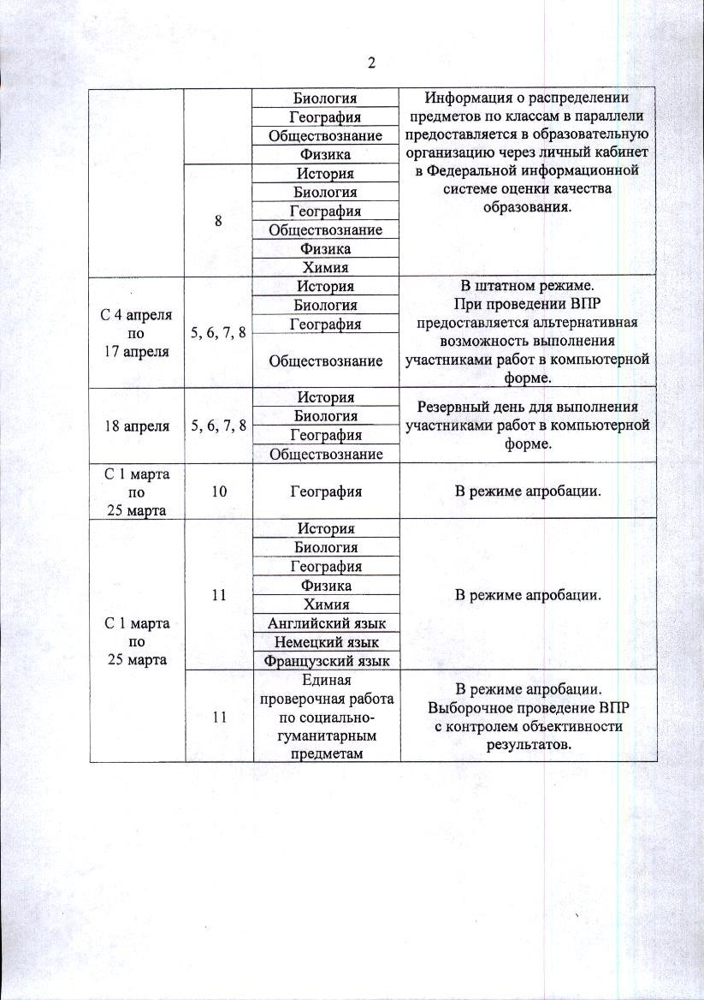 2
Биология
География
Обществознание
Физика
Информация о распределении
предметов по классам в параллели
предоставляется в образовательную
организацию через личный кабинет
в Федеральной информационной
системе оценки качества
образования.
8
История
Биология
География
Обществознание
Физика
Химия
С 4 апреля
по
17 апреля
5, 6, 7, 8
История
Биология
География
Обществознание
В штатном режиме.
При проведении ВПР
предоставляется альтернативная
возможность выполнения
участниками работ в компьютерной
форме.
18 апреля
5, 6, 7, 8
История
Биология
География
Обществознание
Резервный день для выполнения
участниками работ в компьютерной
форме.
С 1 марта
по
25 марта
10
География
В режиме апробации.
С 1 марта
по
25 марта
11
История
Биология
География
Физика
Химия
Английский язык
Немецкий язык
Французский язык
В режиме апробации.
11
Единая
проверочная работа
по социально-
гуманитарным
предметам
В режиме апробации.
Выборочное проведение ВПР
с контролем объективности
результатов.